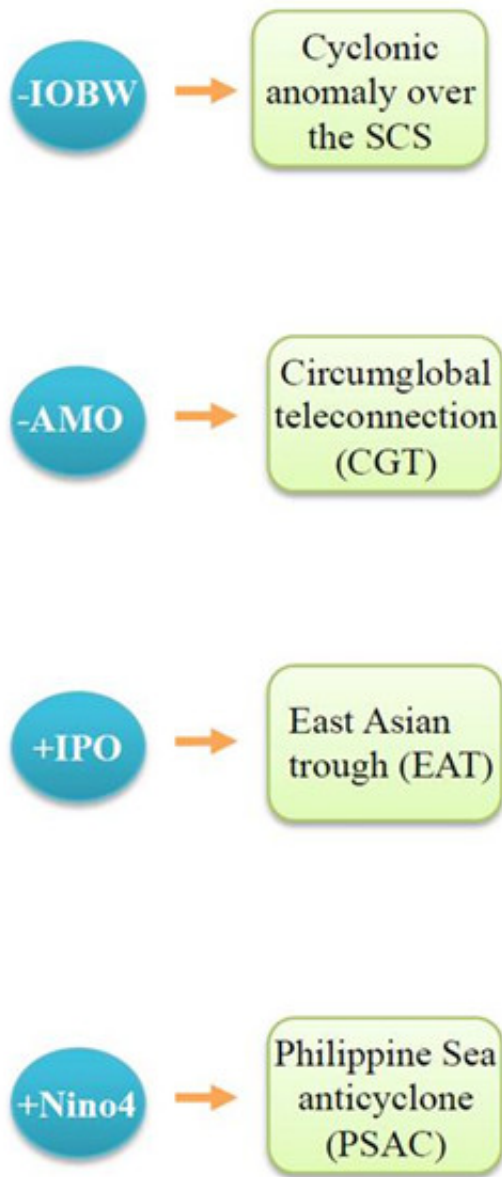 -IOBW
Cyclonic
anomaly over
the SCS
-AMO
Circumglobal
teleconnection
(CGT)
+IPO
East Asian
trough (EAT)
+Nino4
Philippine Sea
anticyclone
(PSAC)